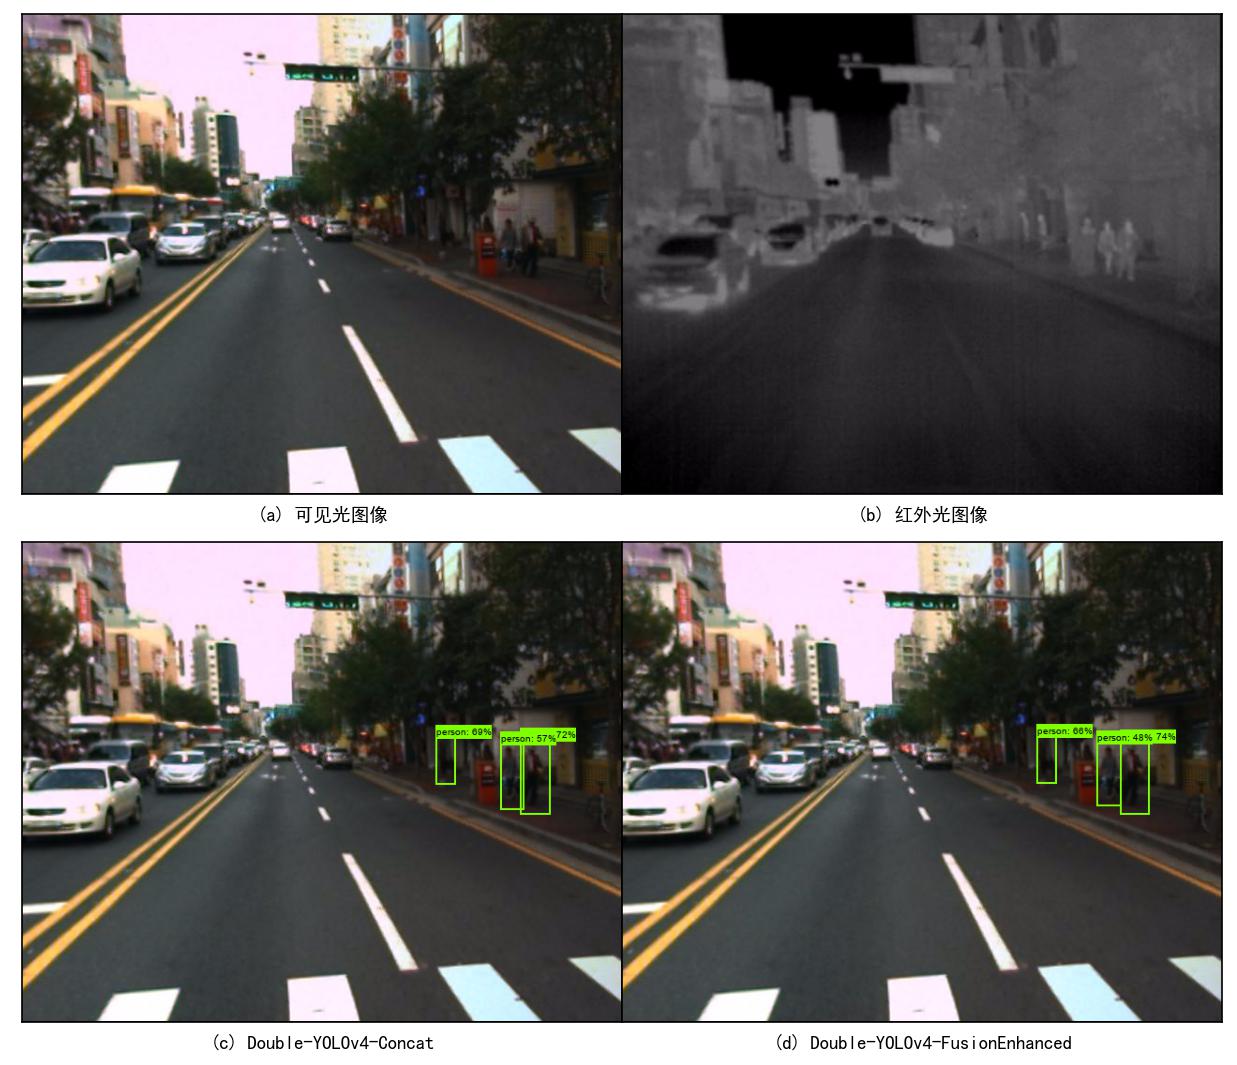 (a) 可见光图像
(b) 红外光图像
person: 69%
person: 57% 72%
person: 66%
person: 48% 74%
(c) Double-YOLOv4-Concat
(d) Double-YOLOv4-FusionEnhanced